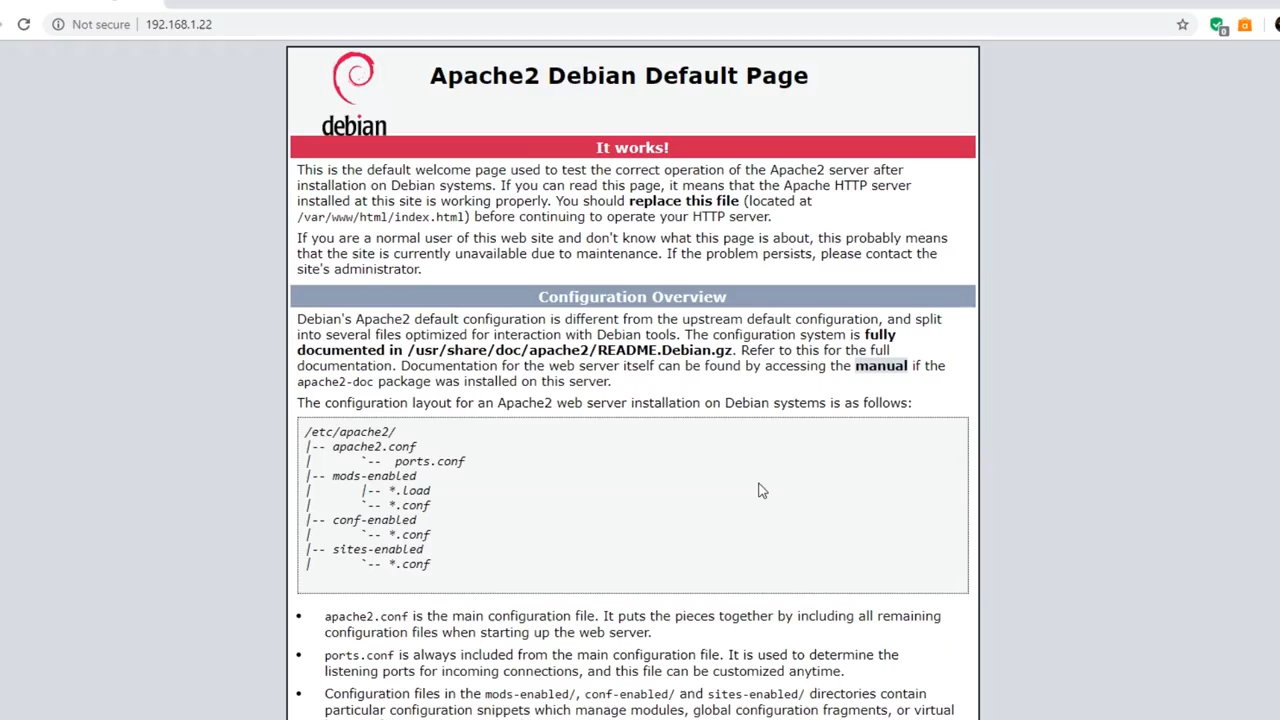 Not secure 192.168.1.22
0
a
debian
Apache2 Debian Default Page
It works!
This is the default welcome page used to test the correct operation of the Apache2 server after
installation on Debian systems. If you can read this page, it means that the Apache HTTP server
installed at this site is working properly. You should replace this file (located at
/var/www/html/index.html) before continuing to operate your HTTP server.
If you are a normal user of this web site and don't know what this page is about, this probably means
that the site is currently unavailable due to maintenance. If the problem persists, please contact the
site's administrator.
Configuration Overview
Debian's Apache2 default configuration is different from the upstream default configuration, and split
into several files optimized for interaction with Debian tools. The configuration system is fully
documented in /usr/share/doc/apache2/README.Debian.gz. Refer to this for the full
documentation. Documentation for the web server itself can be found by accessing the manual if the
apache2-doc package was installed on this server.
The configuration layout for an Apache2 web server installation on Debian systems is as follows:
/etc/apache2/
|-- apache2.conf
|       `--  ports.conf
|-- mods-enabled
|       |-- *.load
|       `-- *.conf
|-- conf-enabled
|       `-- *.conf
|-- sites-enabled
|       `-- *.conf
• apache2.conf is the main configuration file. It puts the pieces together by including all remaining
configuration files when starting up the web server.
• ports.conf is always included from the main configuration file. It is used to determine the
listening ports for incoming connections, and this file can be customized anytime.
• Configuration files in the mods-enabled/, conf-enabled/ and sites-enabled/ directories contain
particular configuration snippets which manage modules, global configuration fragments, or virtual